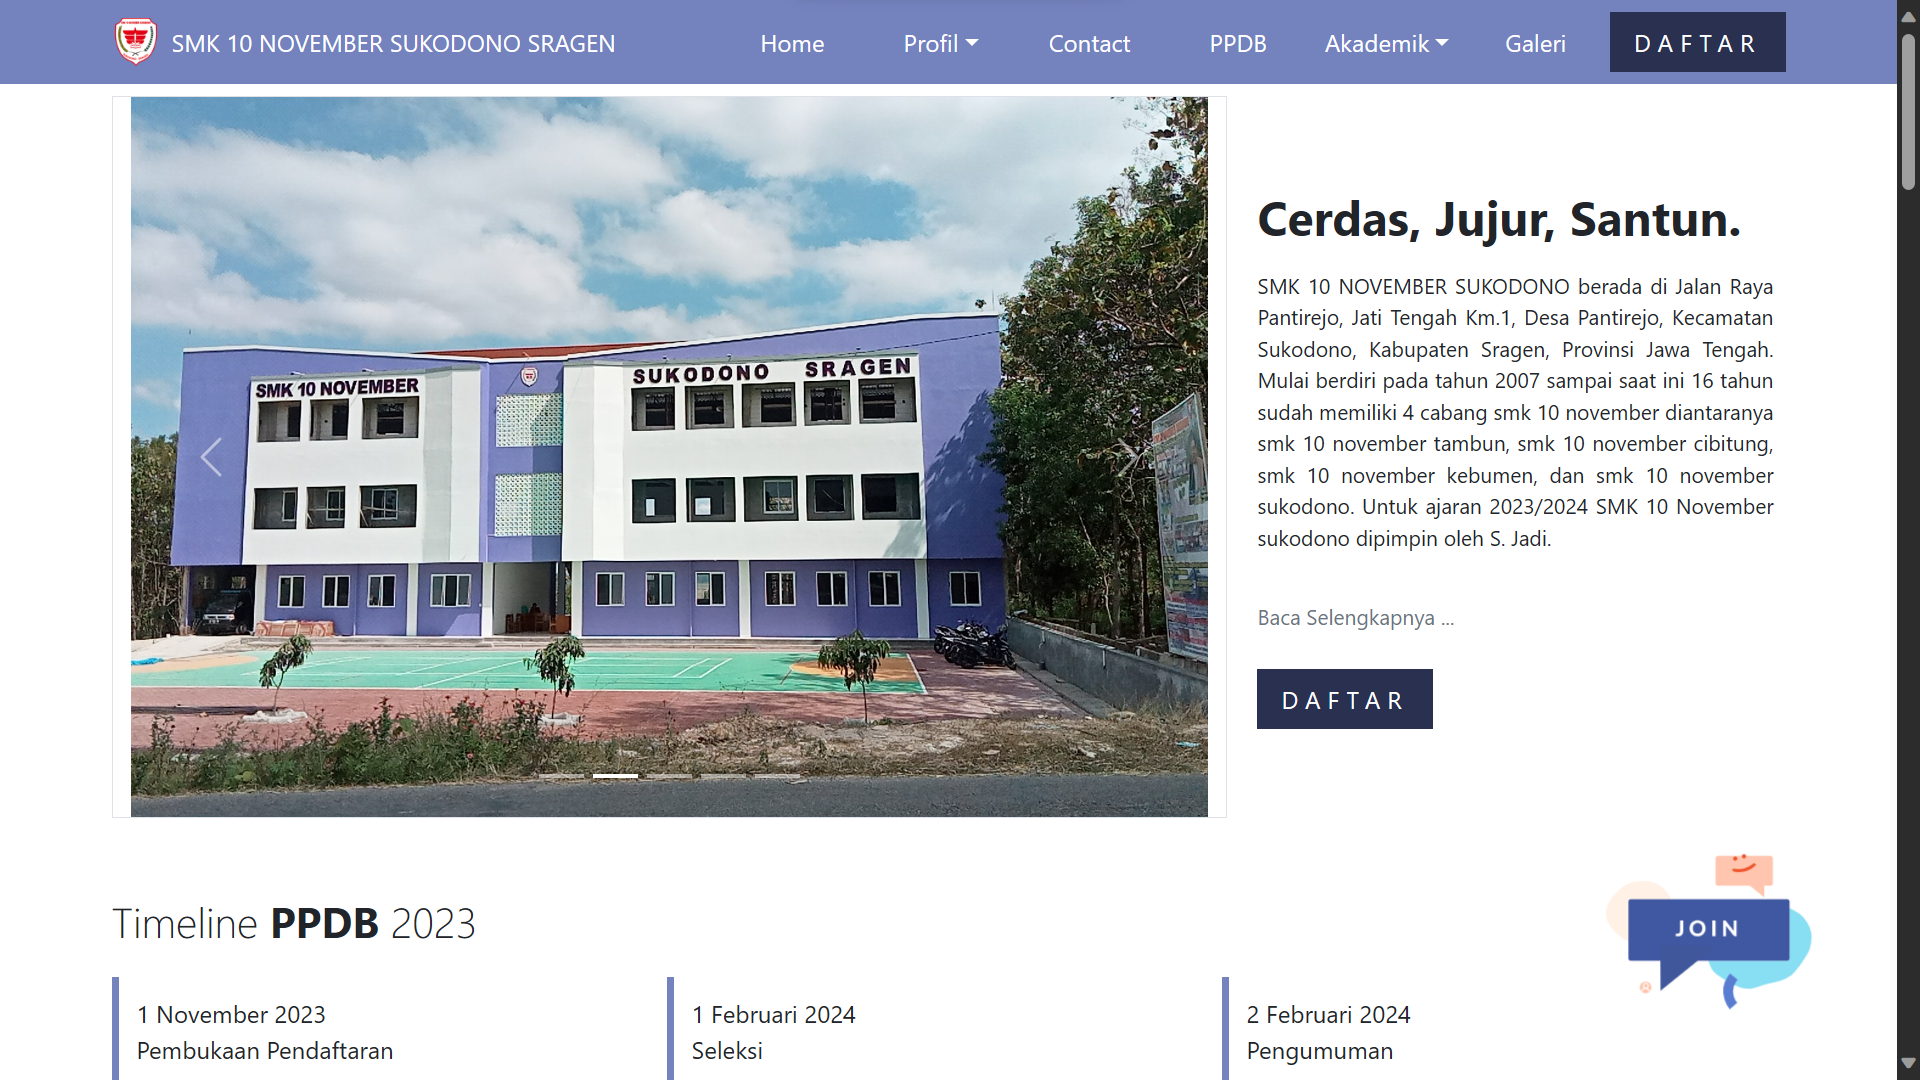 SMK 10 NOVEMBER SUKODONO SRAGEN
Home
Profil
Contact
PPDB
Akademik
Galeri
DAFTAR
SMK 10 NOVEMBER
SUKODONO SRAGEN
Cerdas, Jujur, Santun.
SMK 10 NOVEMBER SUKODONO berada di Jalan Raya
Pantirejo, Jati Tengah Km.1, Desa Pantirejo, Kecamatan
Sukodono, Kabupaten Sragen, Provinsi Jawa Tengah.
Mulai berdiri pada tahun 2007 sampai saat ini 16 tahun
sudah memiliki 4 cabang smk 10 november diantaranya
smk 10 november tambun, smk 10 november cibitung,
smk 10 november kebumen, dan smk 10 november
sukodono. Untuk ajaran 2023/2024 SMK 10 November
sukodono dipimpin oleh S. Jadi.
Baca Selengkapnya ...
DAFTAR
Timeline PPDB 2023
JOIN
1 November 2023
Pembukaan Pendaftaran
1 Februari 2024
Seleksi
2 Februari 2024
Pengumuman